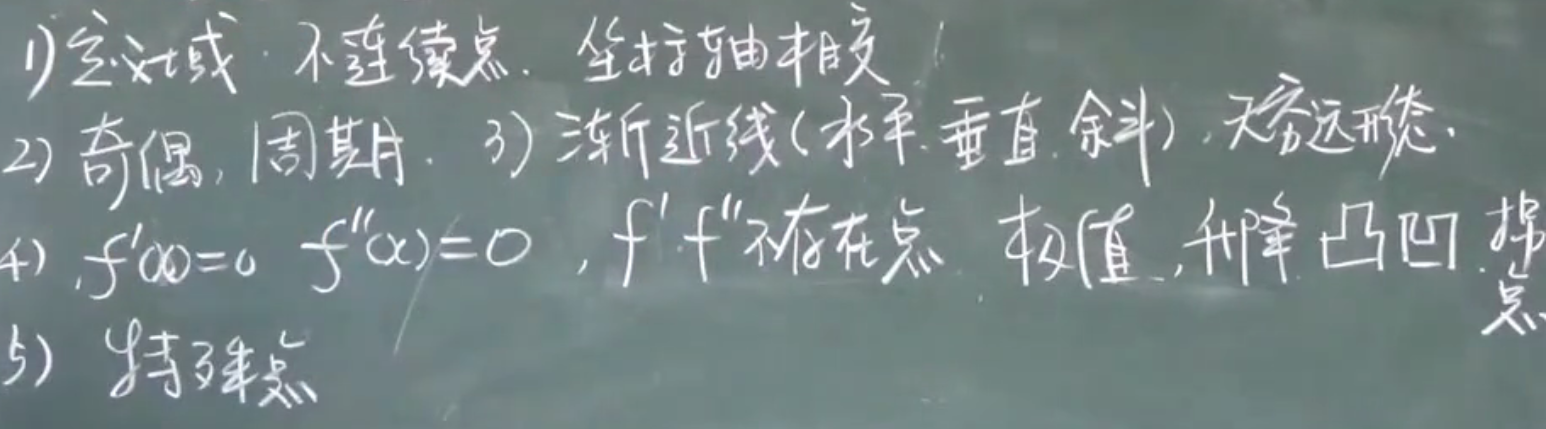 1) 定义域. 不连续点. 坐标轴相交
2) 奇偶, 周期. 3) 渐近线(水平. 垂直. 余斗), 无穷远形态.
4), f'(x)=0 f''(x)=0, f'. f''不存在点 极值, 升降 凸凹. 拐点
5) 特殊点